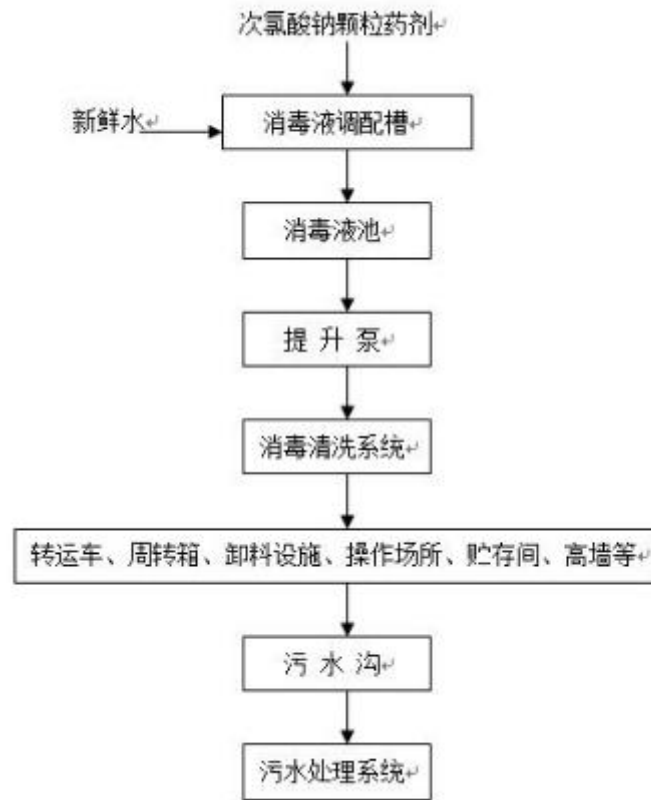 次氯酸钠颗粒药剂
新鲜水
消毒液调配槽
消毒液池
提升泵
消毒清洗系统
转运车、周转箱、卸料设施、操作场所、贮存间、高墙等
污水沟
污水处理系统